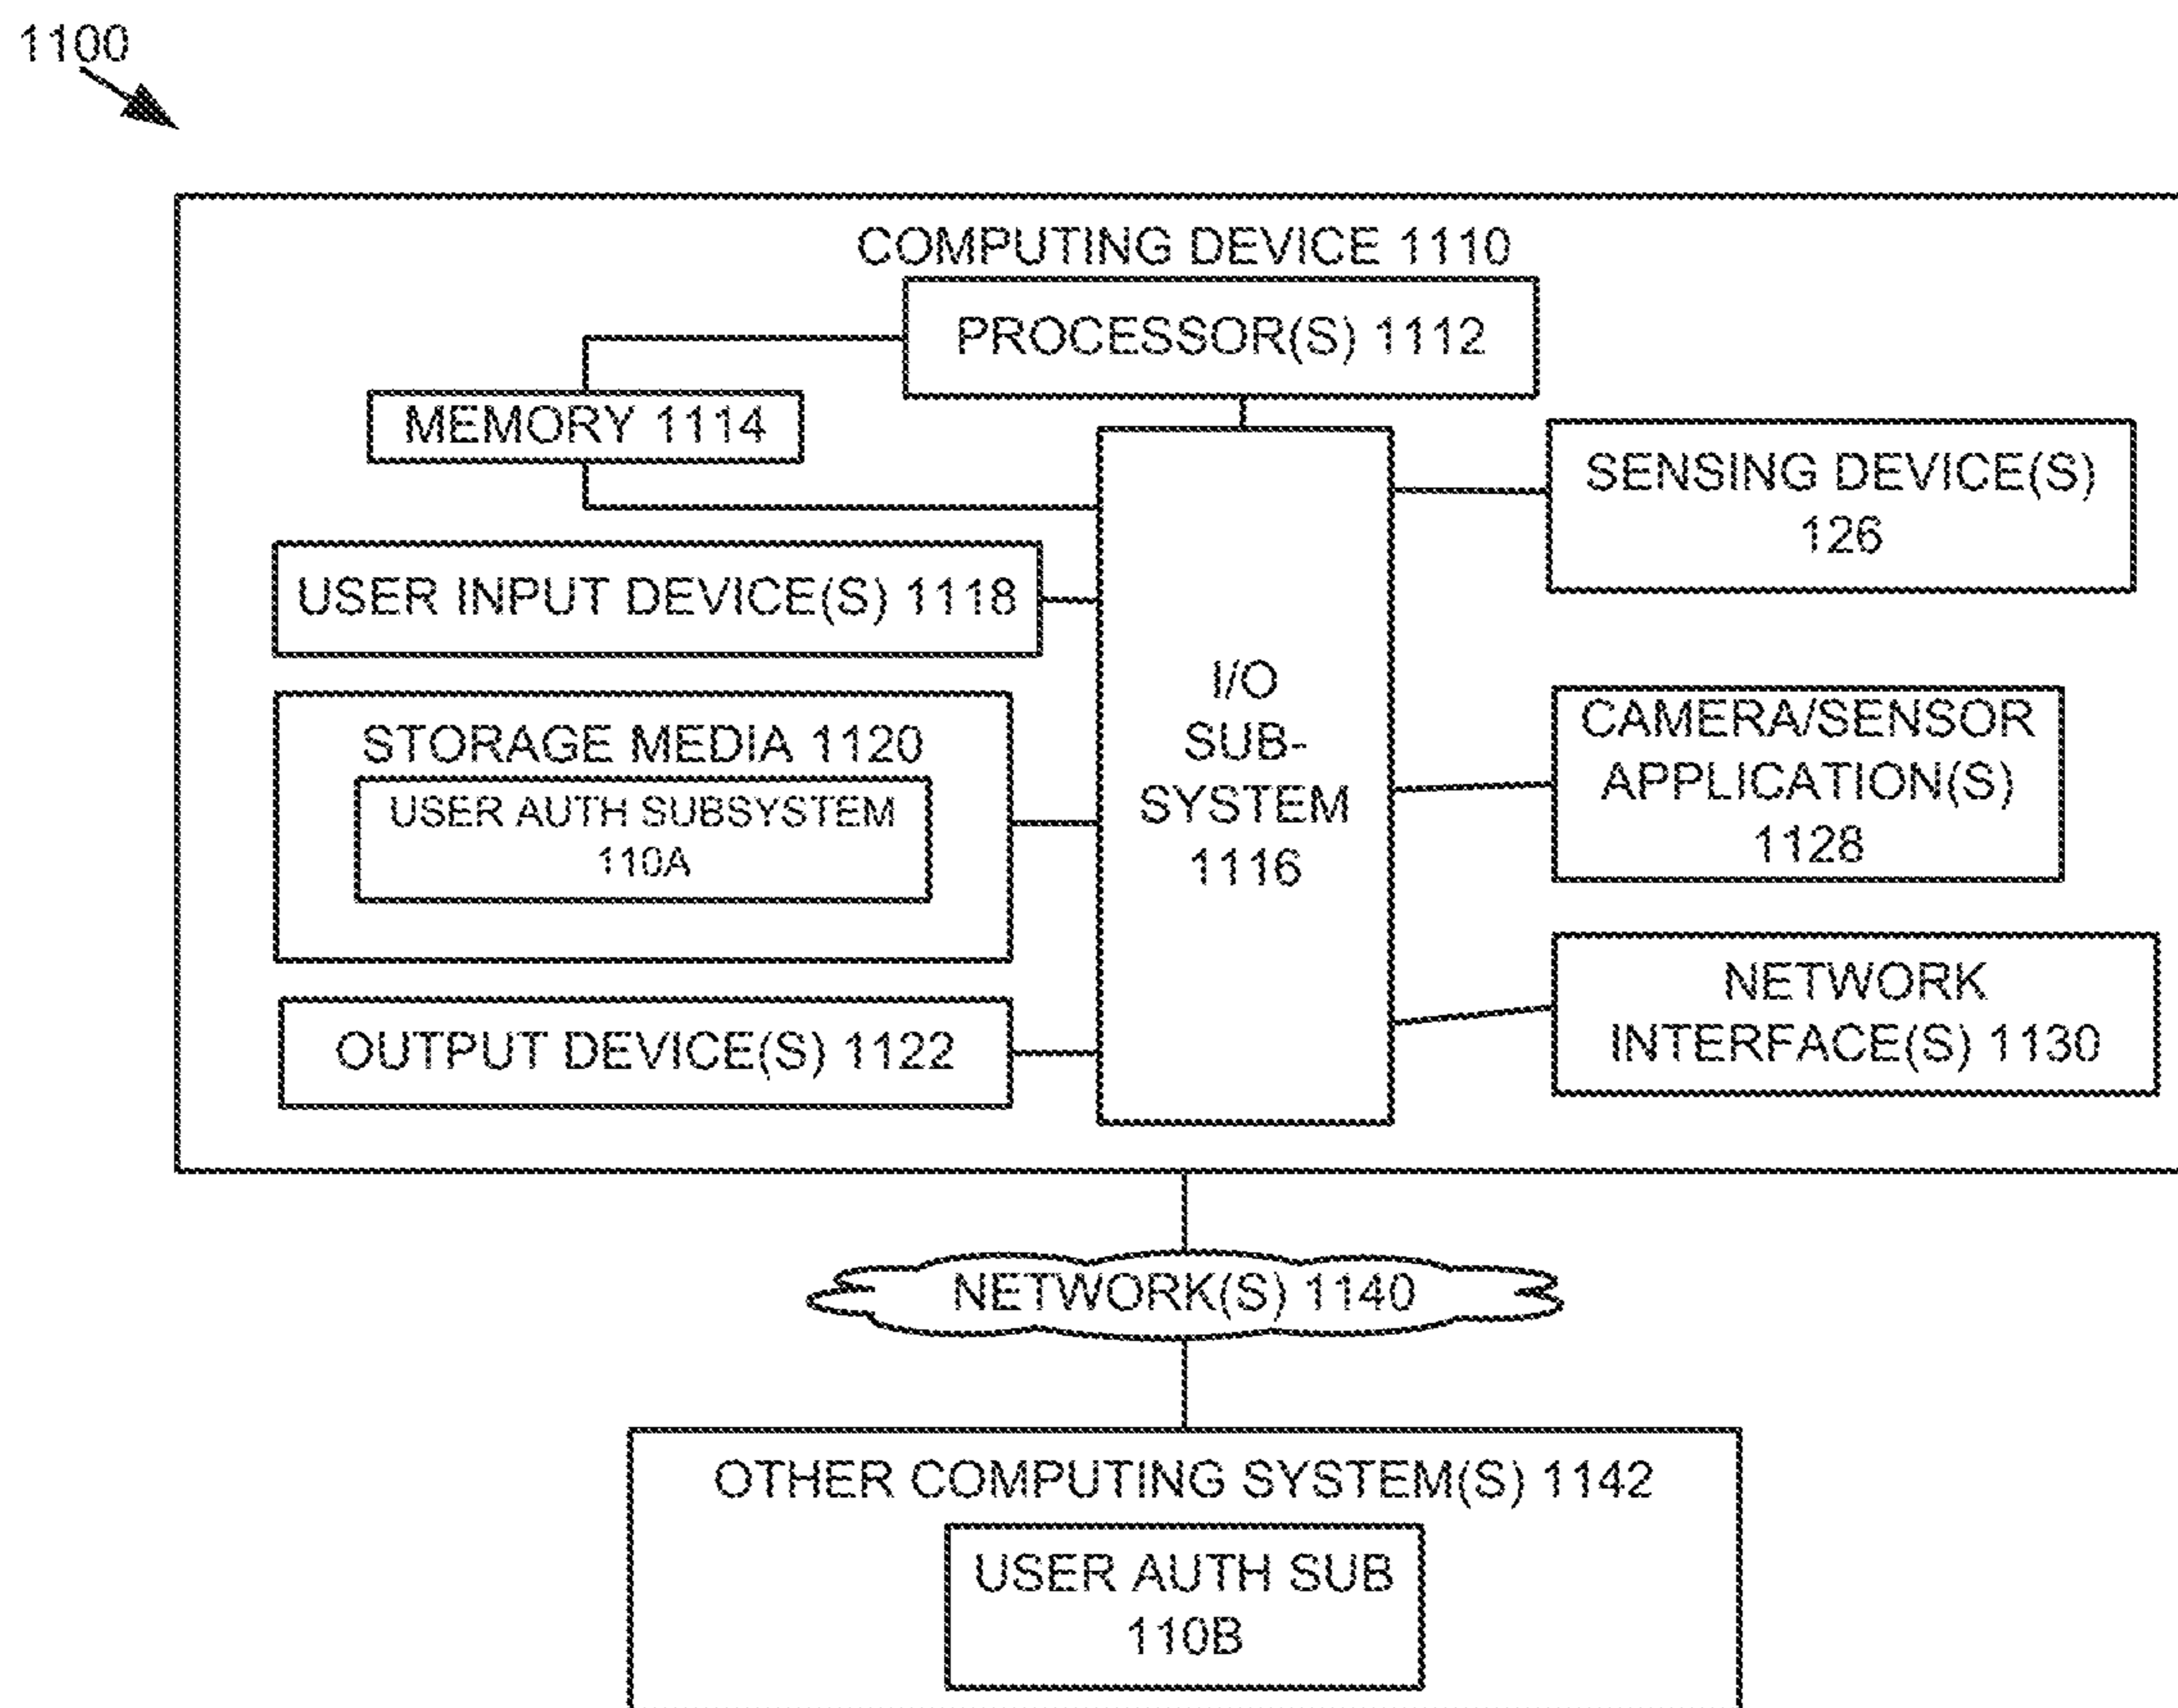 1100
COMPUTING DEVICE 1110
PROCESSOR(S) 1112
MEMORY 1114
SENSING DEVICE(S)
126
USER INPUT DEVICE(S) 1118
I/O
SUB-
SYSTEM
1116
STORAGE MEDIA 1120
USER AUTH SUBSYSTEM
110A
CAMERA/SENSOR
APPLICATION(S)
1128
OUTPUT DEVICE(S) 1122
NETWORK
INTERFACE(S) 1130
NETWORK(S) 1140
OTHER COMPUTING SYSTEM(S) 1142
USER AUTH SUB
110B